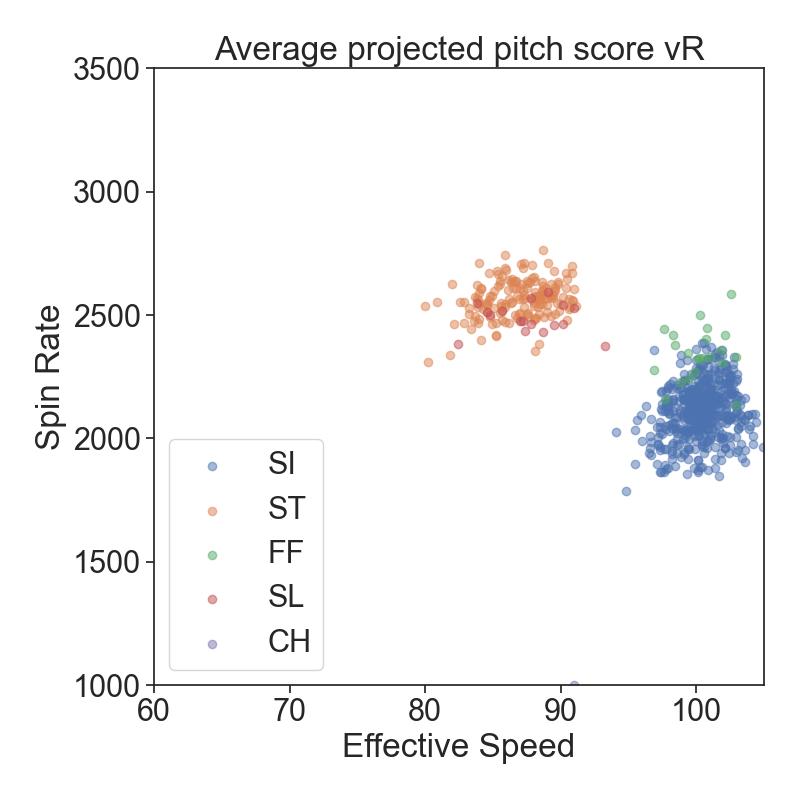 Average projected pitch score vR
3500
3000
2500
2000
1500
1000
Spin Rate
SI
ST
FF
SL
CH
60 70 80 90 100
Effective Speed